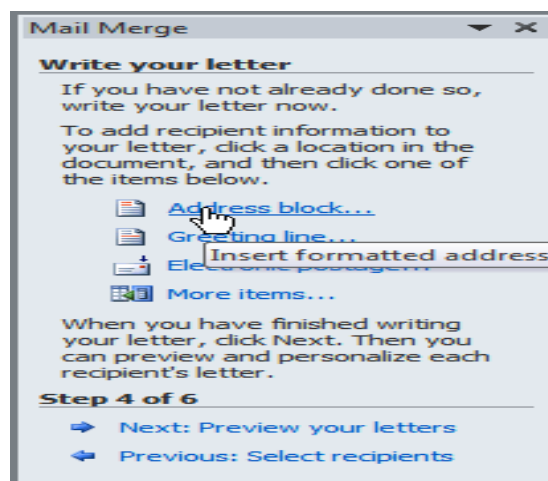 Mail Merge
Write your letter
If you have not already done so,
write your letter now.
To add recipient information to
your letter, click a location in the
document, and then click one of
the items below.
Address block...
Greeting line...
Insert formatted address
Electronic postage...
More items...
When you have finished writing
your letter, click Next. Then you
can preview and personalize each
recipient's letter.
Step 4 of 6
Next: Preview your letters
Previous: Select recipients